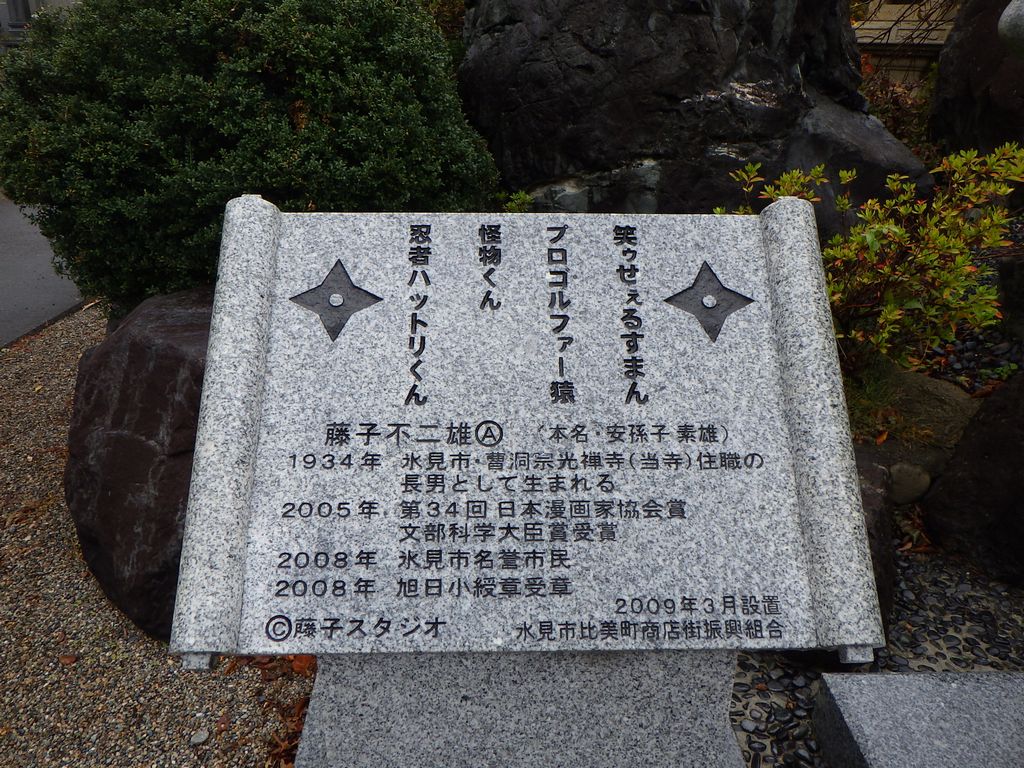 笑ゥせぇるすまん
プロゴルファー猿
怪物くん
忍者ハットリくん
藤子不二雄Ⓐ (本名・安孫子 素雄)
1934年 氷見市・曹洞宗光禅寺(当寺)住職の
長男として生まれる
2005年 第34回 日本漫画家協会賞
文部科学大臣賞受賞
2008年 氷見市名誉市民
2008年 旭日小綬章受章
2009年3月設置
©藤子スタジオ 氷見市比美町商店街振興組合